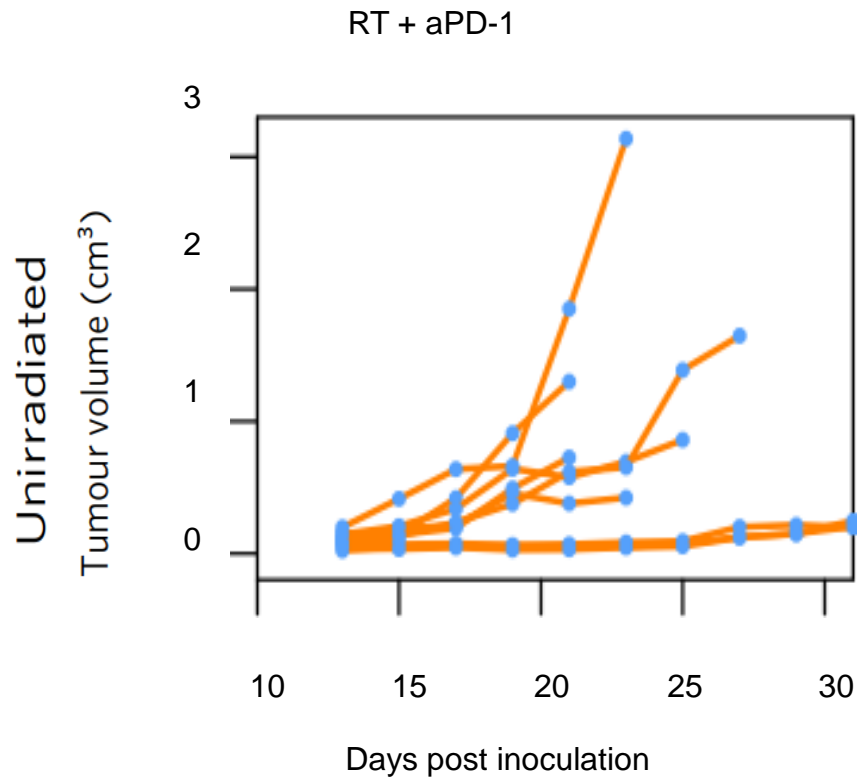 RT + aPD-1
Unirradiated
Tumour volume (cm³)
3
2
1
0
10 15 20 25 30
Days post inoculation